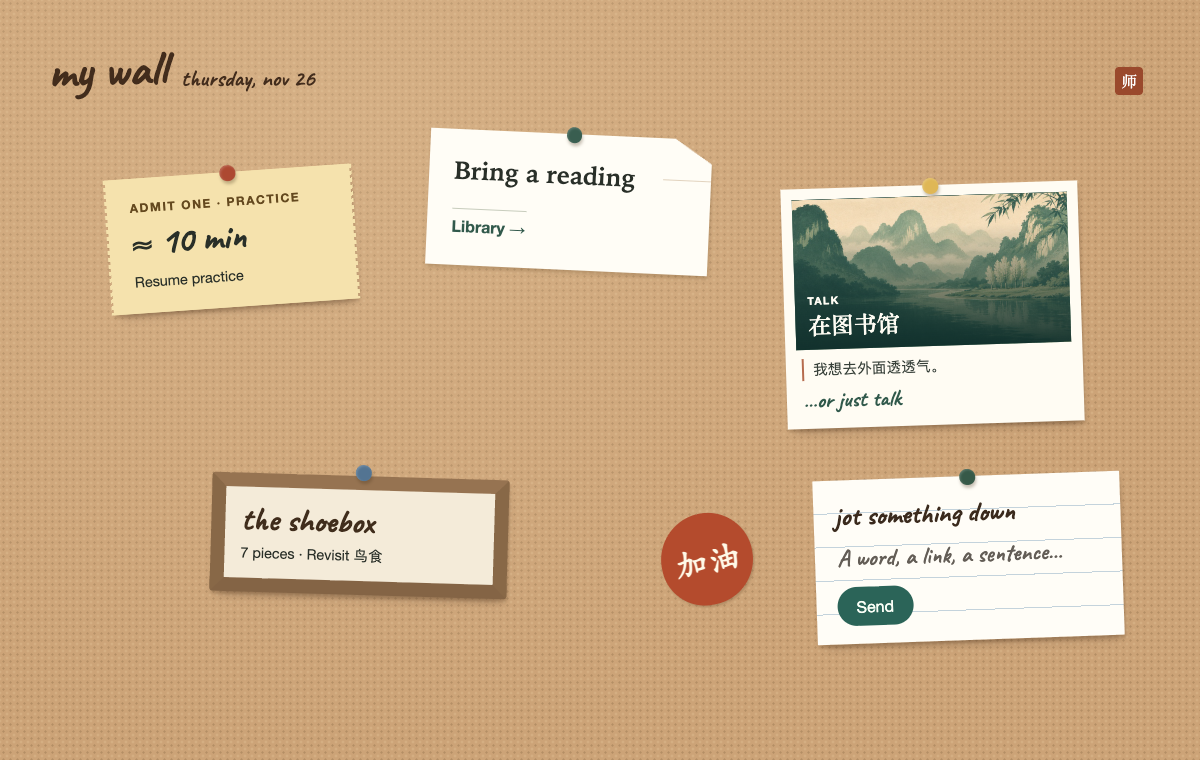 my wall thursday, nov 26
师
ADMIT ONE · PRACTICE
≈ 10 min
Resume practice
Bring a reading
Library →
TALK
在图书馆
我想去外面透透气。
...or just talk
the shoebox
7 pieces · Revisit 鸟食
加油
jot something down
A word, a link, a sentence...
Send